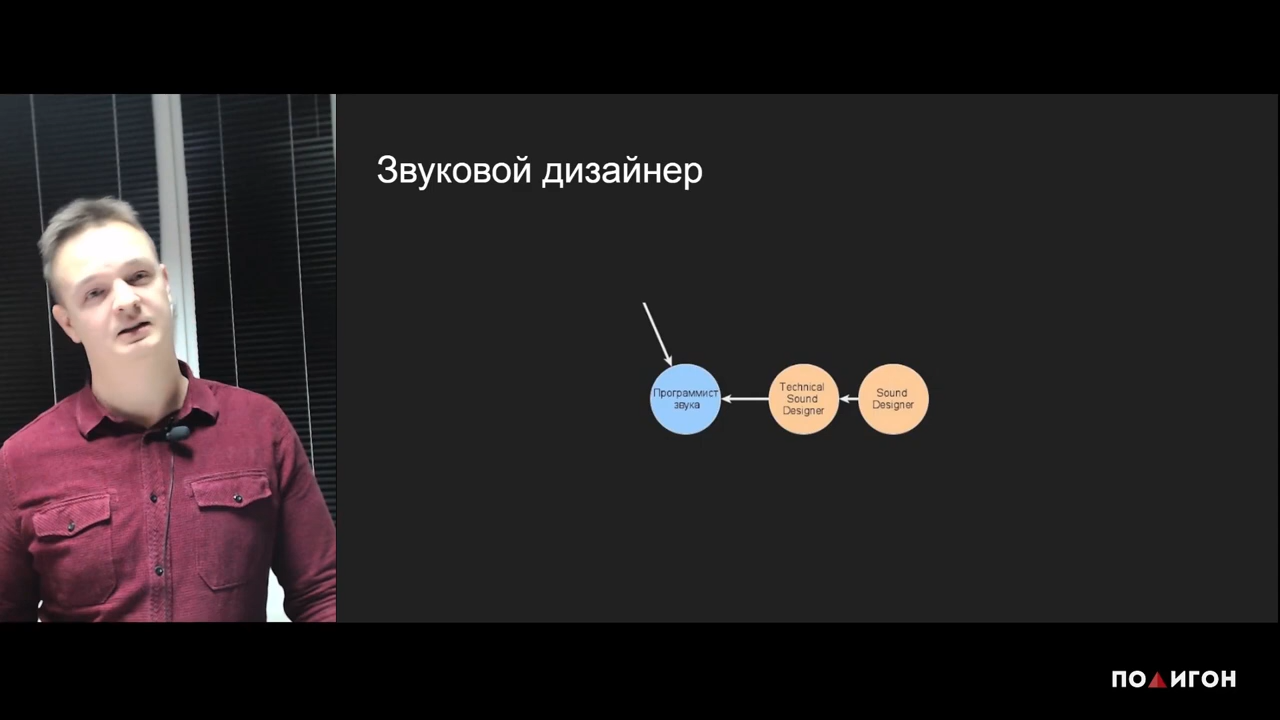 Звуковой дизайнер
Программист
звука
Technical
Sound
Designer
Sound
Designer
ПОЛИГОН